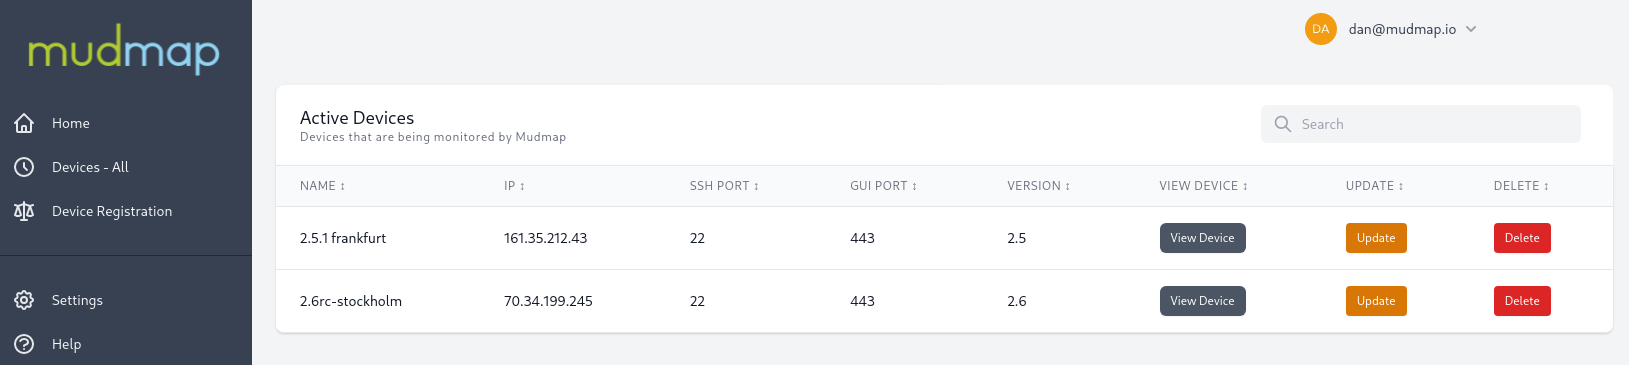 mudmap
DA dan@mudmap.io
Home
Devices - All
Device Registration
Settings
Help
Active Devices
Devices that are being monitored by Mudmap
Search
NAME ↕ IP ↕ SSH PORT ↕ GUI PORT ↕ VERSION ↕ VIEW DEVICE ↕ UPDATE ↕ DELETE ↕
2.5.1 frankfurt 161.35.212.43 22 443 2.5 View Device Update Delete
2.6rc-stockholm 70.34.199.245 22 443 2.6 View Device Update Delete